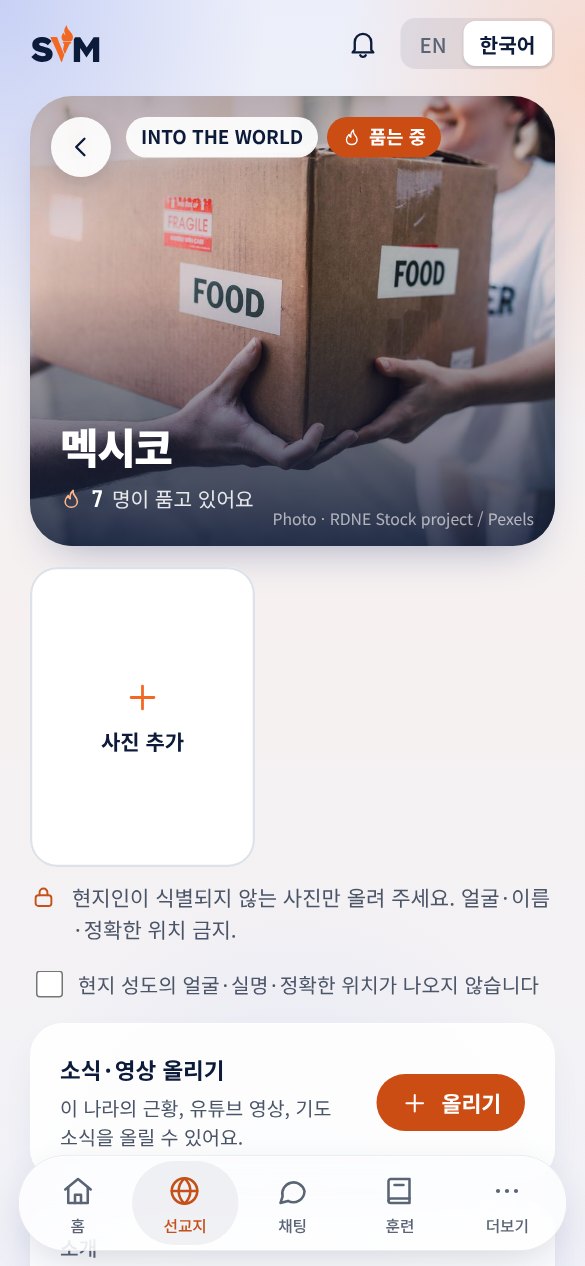 SVM
EN
한국어
INTO THE WORLD
품는 중
FRAGILE
FOOD
FOOD
ER
멕시코
7 명이 품고 있어요
Photo · RDNE Stock project / Pexels
사진 추가
현지인이 식별되지 않는 사진만 올려 주세요. 얼굴·이름
·정확한 위치 금지.
현지 성도의 얼굴·실명·정확한 위치가 나오지 않습니다
소식·영상 올리기
이 나라의 근황, 유튜브 영상, 기도
소식을 올릴 수 있어요.
올리기
홈
선교지
채팅
훈련
더보기
소개